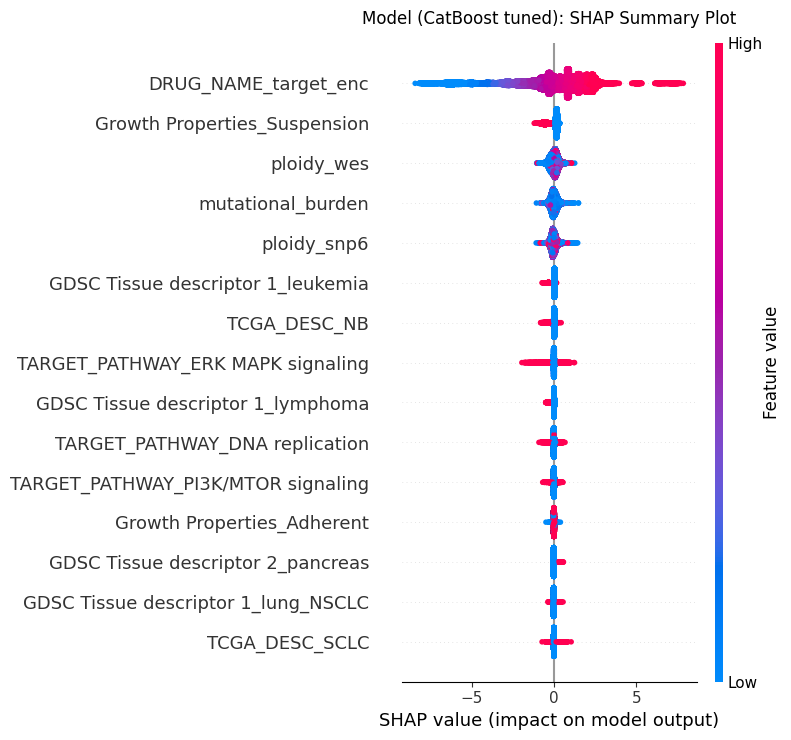 Model (CatBoost tuned): SHAP Summary Plot
High
DRUG_NAME_target_enc
Growth Properties_Suspension
ploidy_wes
mutational_burden
ploidy_snp6
GDSC Tissue descriptor 1_leukemia
TCGA_DESC_NB
TARGET_PATHWAY_ERK MAPK signaling
GDSC Tissue descriptor 1_lymphoma
TARGET_PATHWAY_DNA replication
TARGET_PATHWAY_PI3K/MTOR signaling
Growth Properties_Adherent
GDSC Tissue descriptor 2_pancreas
GDSC Tissue descriptor 1_lung_NSCLC
TCGA_DESC_SCLC
Feature value
Low
−5 0 5
SHAP value (impact on model output)